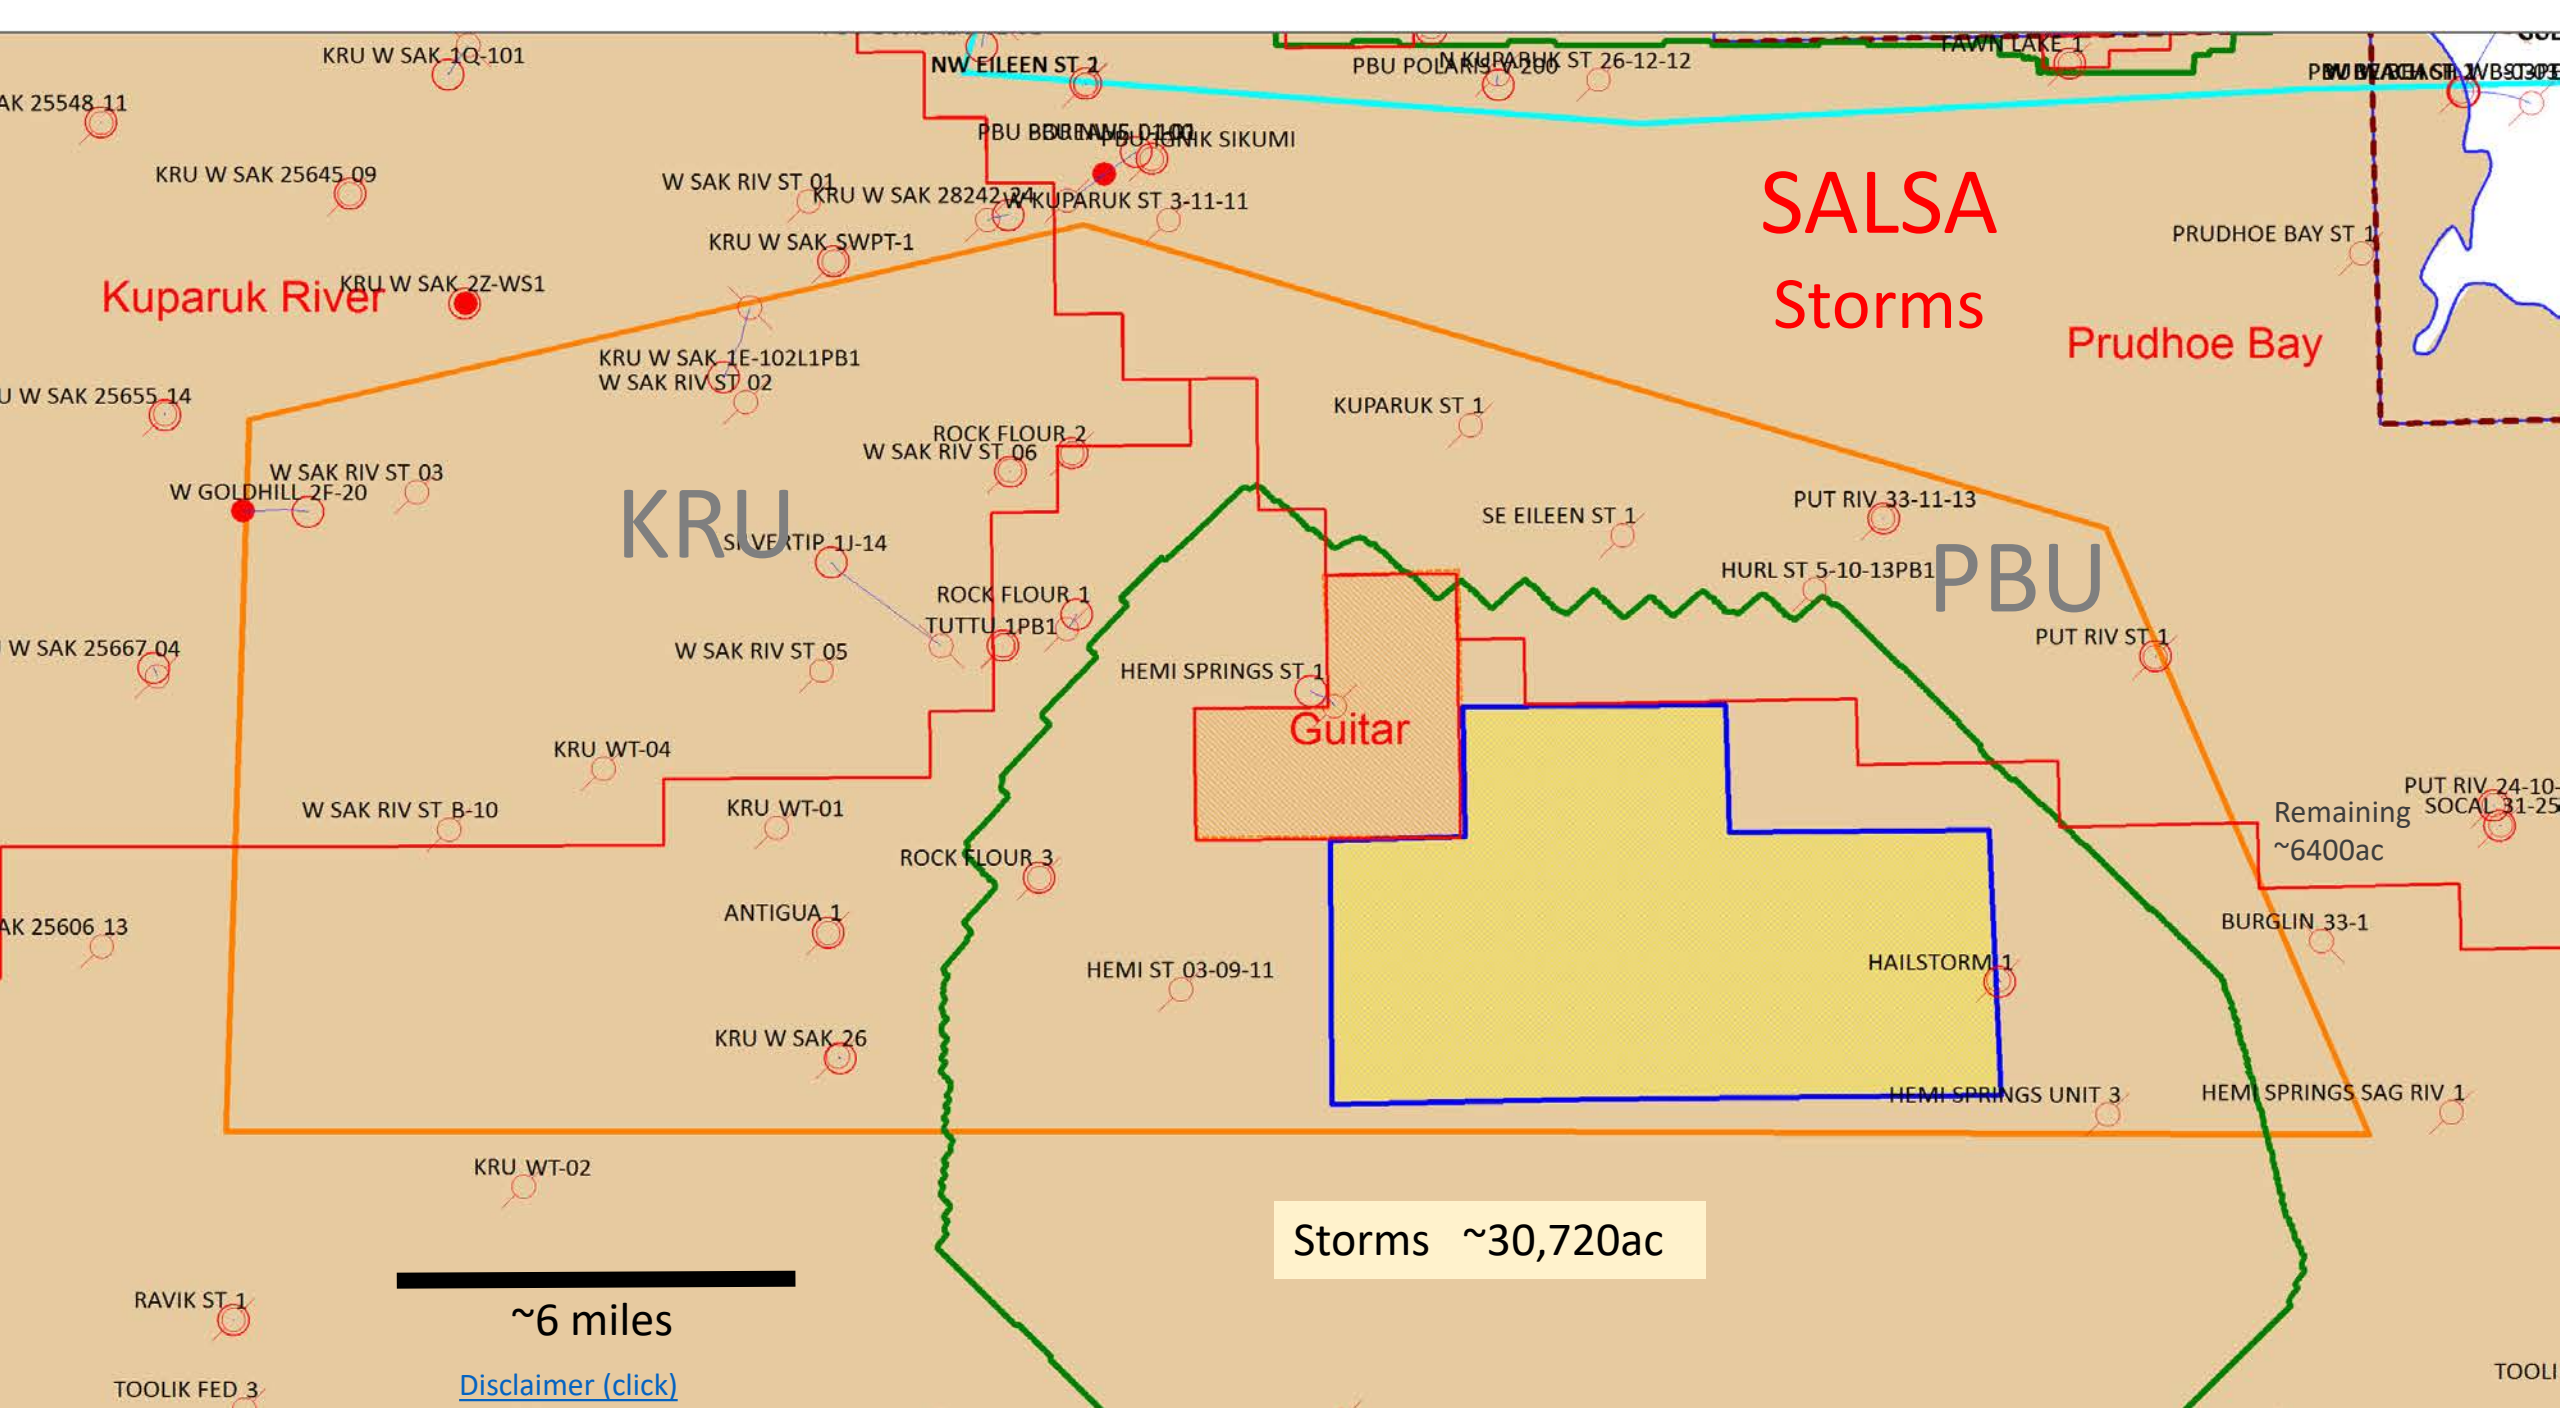 KRU W SAK 1Q-101
NW EILEEN ST 2
PBU POLARIS V-200
N KUPARUK ST 26-12-12
FAWN LAKE 1
AK 25548 11
PBU IGNIK SIKUMI
KRU W SAK 25645 09
W SAK RIV ST 01
KRU W SAK 28242 24
W KUPARUK ST 3-11-11
SALSA
Storms
KRU W SAK SWPT-1
PRUDHOE BAY ST 1
Kuparuk River
KRU W SAK 2Z-WS1
Prudhoe Bay
KRU W SAK 1E-102L1PB1
W SAK RIV ST 02
U W SAK 25655 14
KUPARUK ST 1
ROCK FLOUR 2
W SAK RIV ST 06
W SAK RIV ST 03
W GOLDHILL 2F-20
KRU
SILVERTIP 1J-14
SE EILEEN ST 1
PUT RIV 33-11-13
HURL ST 5-10-13PB1
PBU
ROCK FLOUR 1
TUTTU 1PB1
W SAK 25667 04
W SAK RIV ST 05
PUT RIV ST 1
HEMI SPRINGS ST 1
Guitar
KRU WT-04
W SAK RIV ST B-10
KRU WT-01
PUT RIV 24-10-
SOCAL 31-25
Remaining
~6400ac
ROCK FLOUR 3
ANTIGUA 1
AK 25606 13
BURGLIN 33-1
HEMI ST 03-09-11
HAILSTORM 1
KRU W SAK 26
HEMI SPRINGS UNIT 3
HEMI SPRINGS SAG RIV 1
KRU WT-02
Storms ~30,720ac
RAVIK ST 1
~6 miles
TOOLIK FED 3
Disclaimer (click)
TOOLI